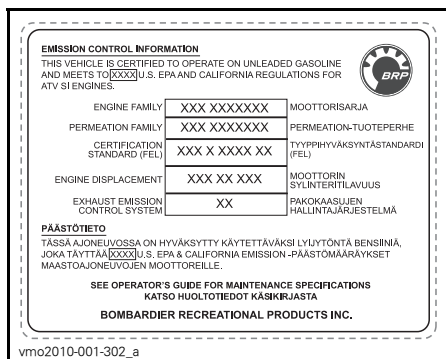 EMISSION CONTROL INFORMATION
THIS VEHICLE IS CERTIFIED TO OPERATE ON UNLEADED GASOLINE
AND MEETS TO XXXX U.S. EPA AND CALIFORNIA REGULATIONS FOR
ATV SI ENGINES.
BRP
ENGINE FAMILY XXX XXXXXXX MOOTTORISARJA
PERMEATION FAMILY XXX XXXXXXX PERMEATION-TUOTEPERHE
CERTIFICATION
STANDARD (FEL) XXX X XXXX XX TYYPPIHYVÄKSYNTÄSTANDARDI
(FEL)
ENGINE DISPLACEMENT XXX XX XXX MOOTTORIN
SYLINTERITILAVUUS
EXHAUST EMISSION
CONTROL SYSTEM XX PAKOKAASUJEN
HALLINTAJÄRJESTELMÄ
PÄÄSTÖTIETO
TÄSSÄ AJONEUVOSSA ON HYVÄKSYTTY KÄYTETTÄVÄKSI LYIJYTÖNTÄ BENSIINIÄ,
JOKA TÄYTTÄÄ XXXX U.S. EPA & CALIFORNIA EMISSION -PÄÄSTÖMÄÄRÄYKSET
MAASTOAJONEUVOJEN MOOTTOREILLE.
SEE OPERATOR'S GUIDE FOR MAINTENANCE SPECIFICATIONS
KATSO HUOLTOTIEDOT KÄSIKIRJASTA
BOMBARDIER RECREATIONAL PRODUCTS INC.
vmo2010-001-302_a